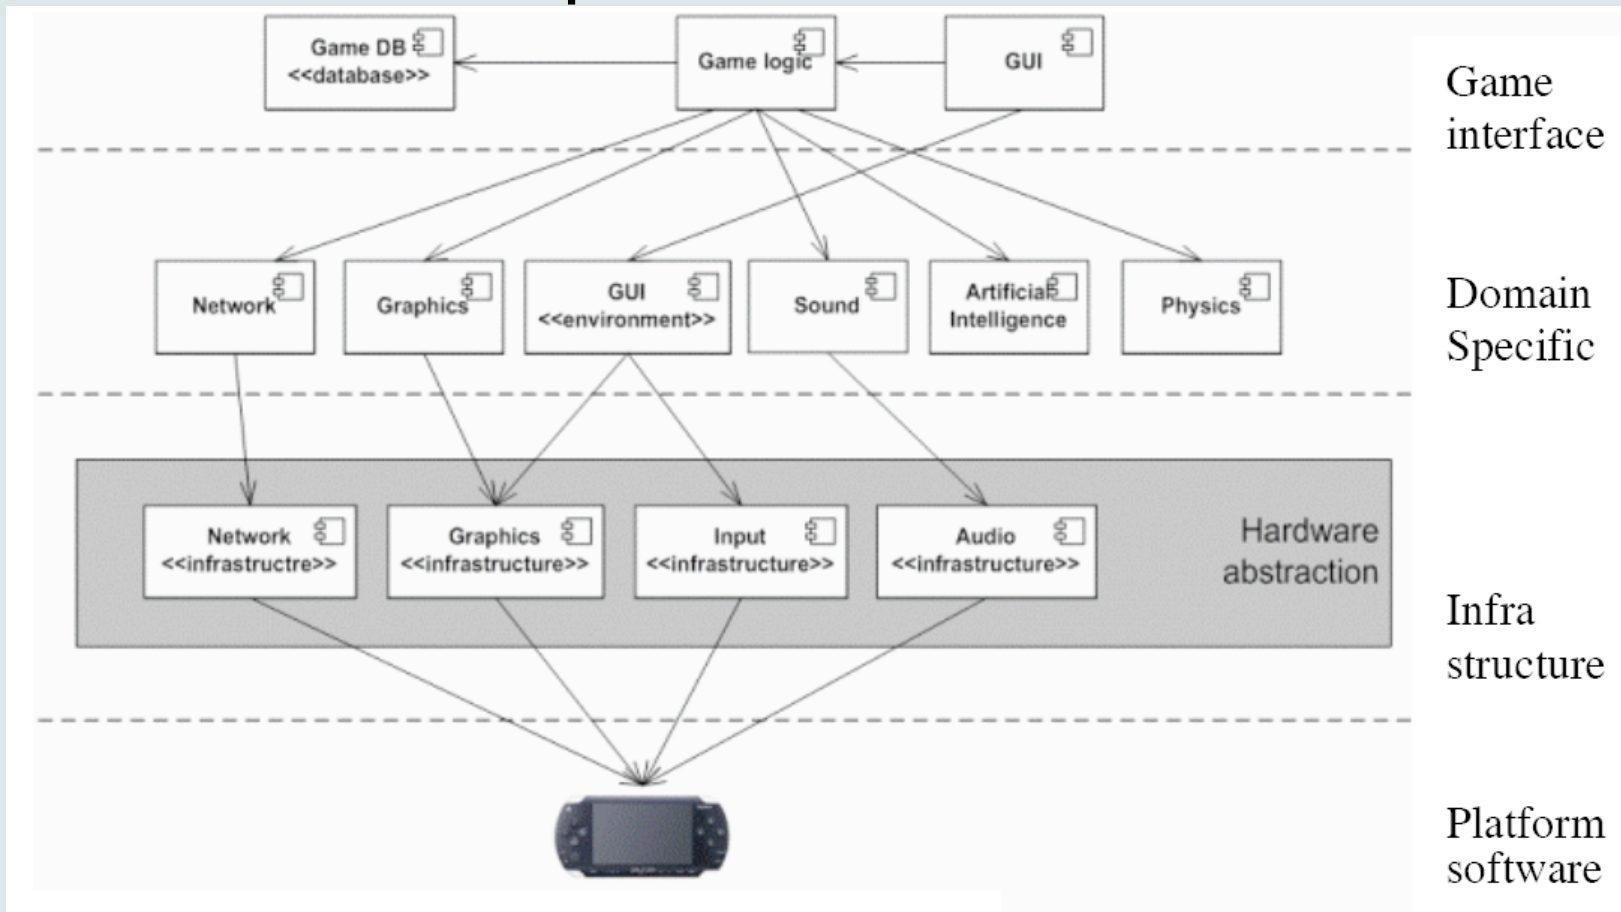 Game DB
<<database>>
Game logic
GUI
Game
interface
Network
Graphics
GUI
<<environment>>
Sound
Artificial
Intelligence
Physics
Domain
Specific
Network
<<infrastructre>>
Graphics
<<infrastructure>>
Input
<<infrastructure>>
Audio
<<infrastructure>>
Hardware
abstraction
Infra
structure
Platform
software